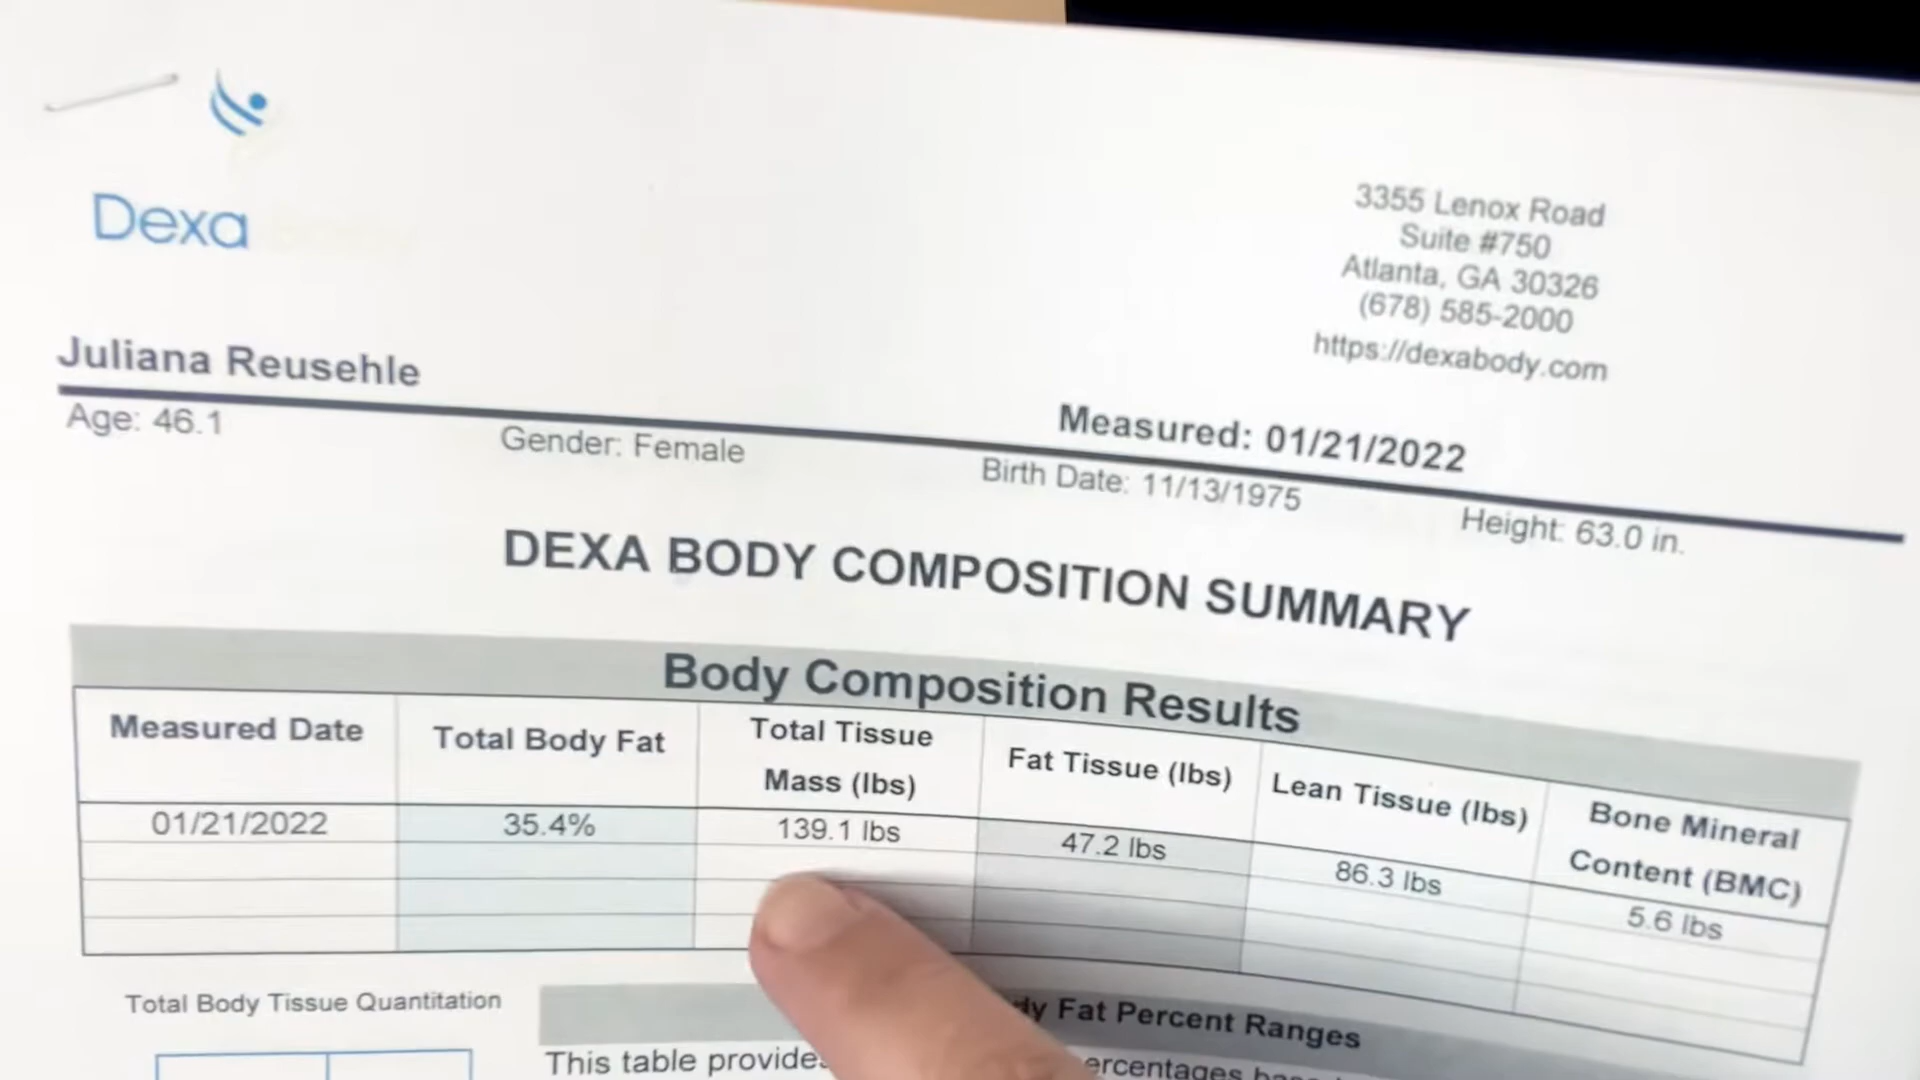 Dexa
3355 Lenox Road
Suite #750
Atlanta, GA 30326
(678) 585-2000
https://dexabody.com
Juliana Reusehle
Measured: 01/21/2022
Age: 46.1
Gender: Female
Birth Date: 11/13/1975
Height: 63.0 in.
DEXA BODY COMPOSITION SUMMARY
Body Composition Results
Measured Date
Total Body Fat
Total Tissue
Mass (lbs)
Fat Tissue (lbs)
Lean Tissue (lbs)
Bone Mineral
Content (BMC)
01/21/2022
35.4%
139.1 lbs
47.2 lbs
86.3 lbs
5.6 lbs
Total Body Tissue Quantitation
Fat Percent Ranges
This table